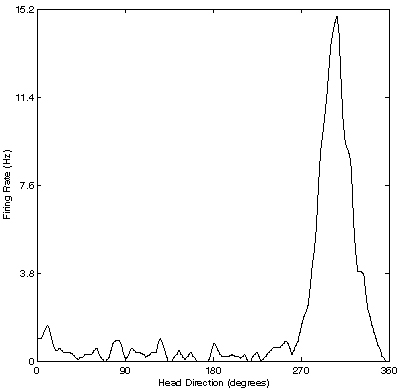 15.2
11.4
7.6
3.8
0
Firing Rate (Hz)
0 90 180 270 360
Head Direction (degrees)